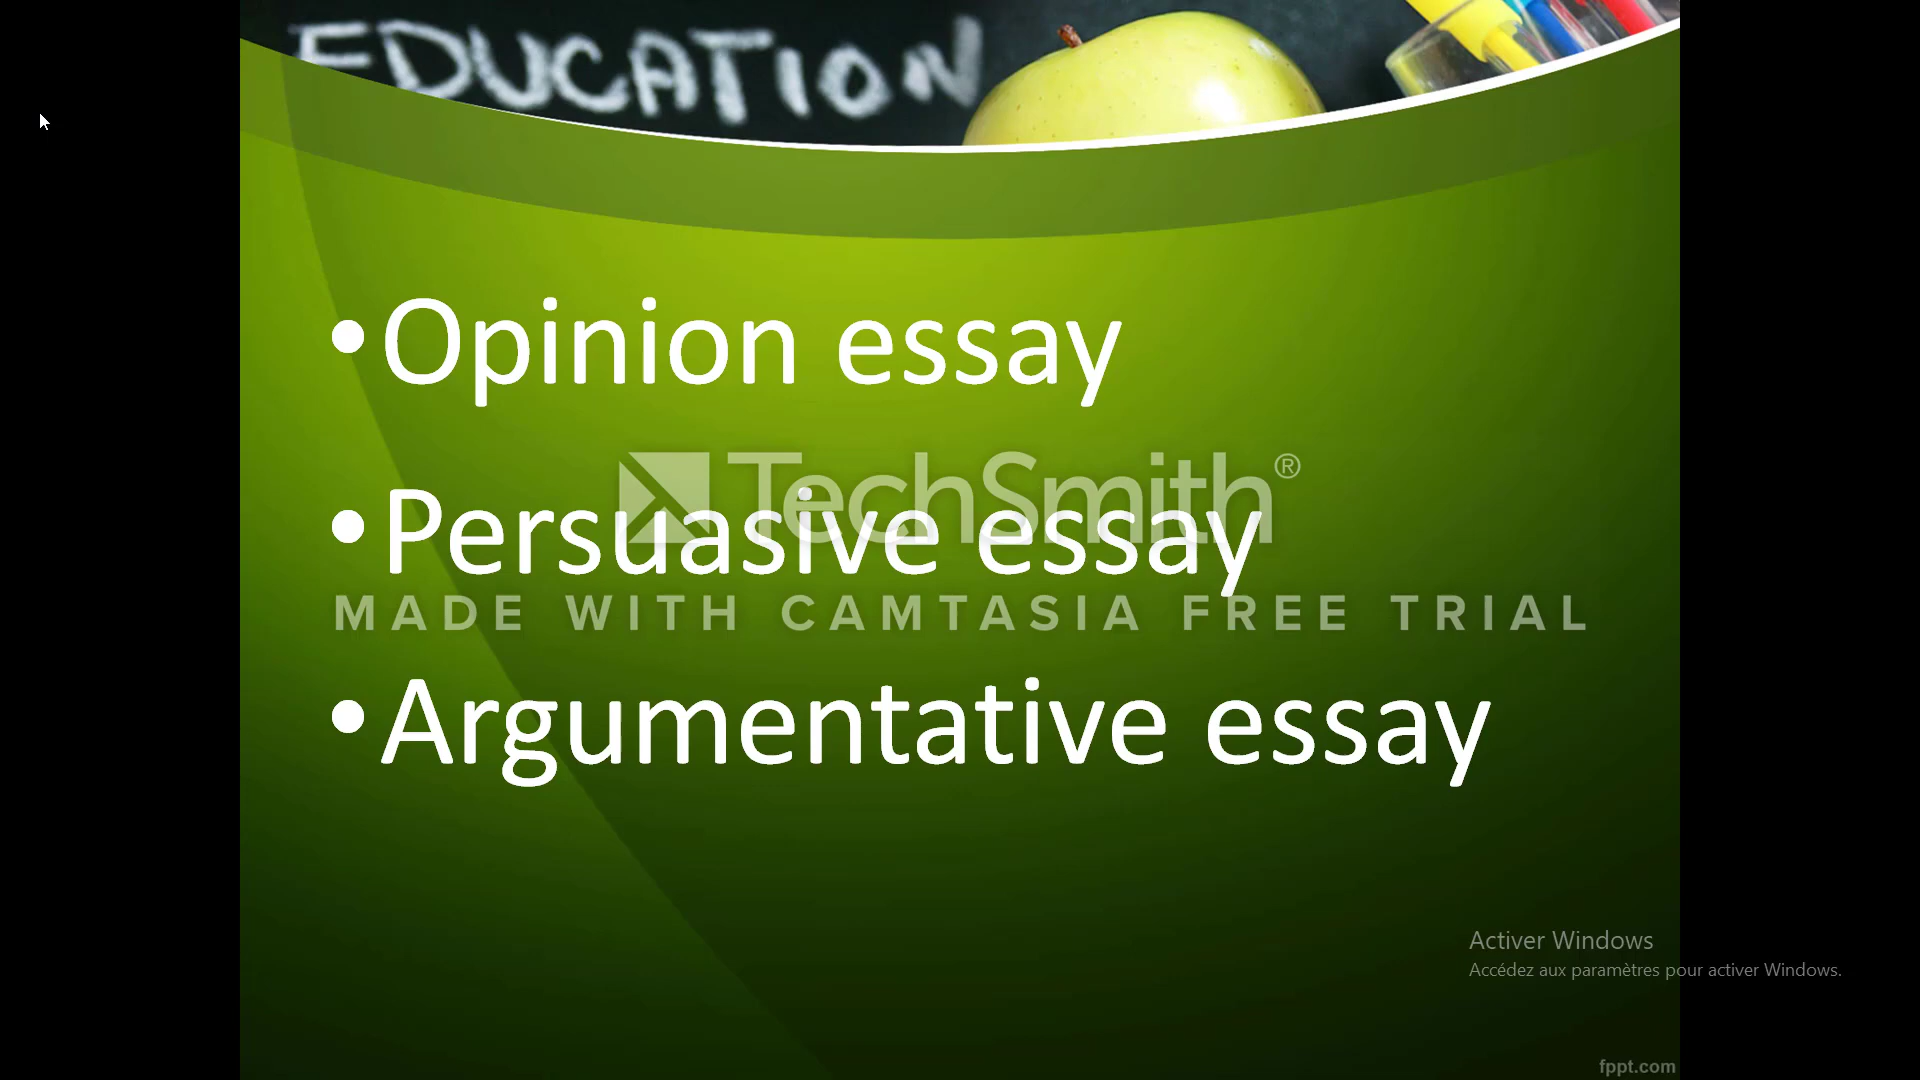 EDUCATION
• Opinion essay
TechSmith®
• Persuasive essay
MADE WITH CAMTASIA FREE TRIAL
• Argumentative essay
Activer Windows
Accédez aux paramètres pour activer Windows.
fppt.com